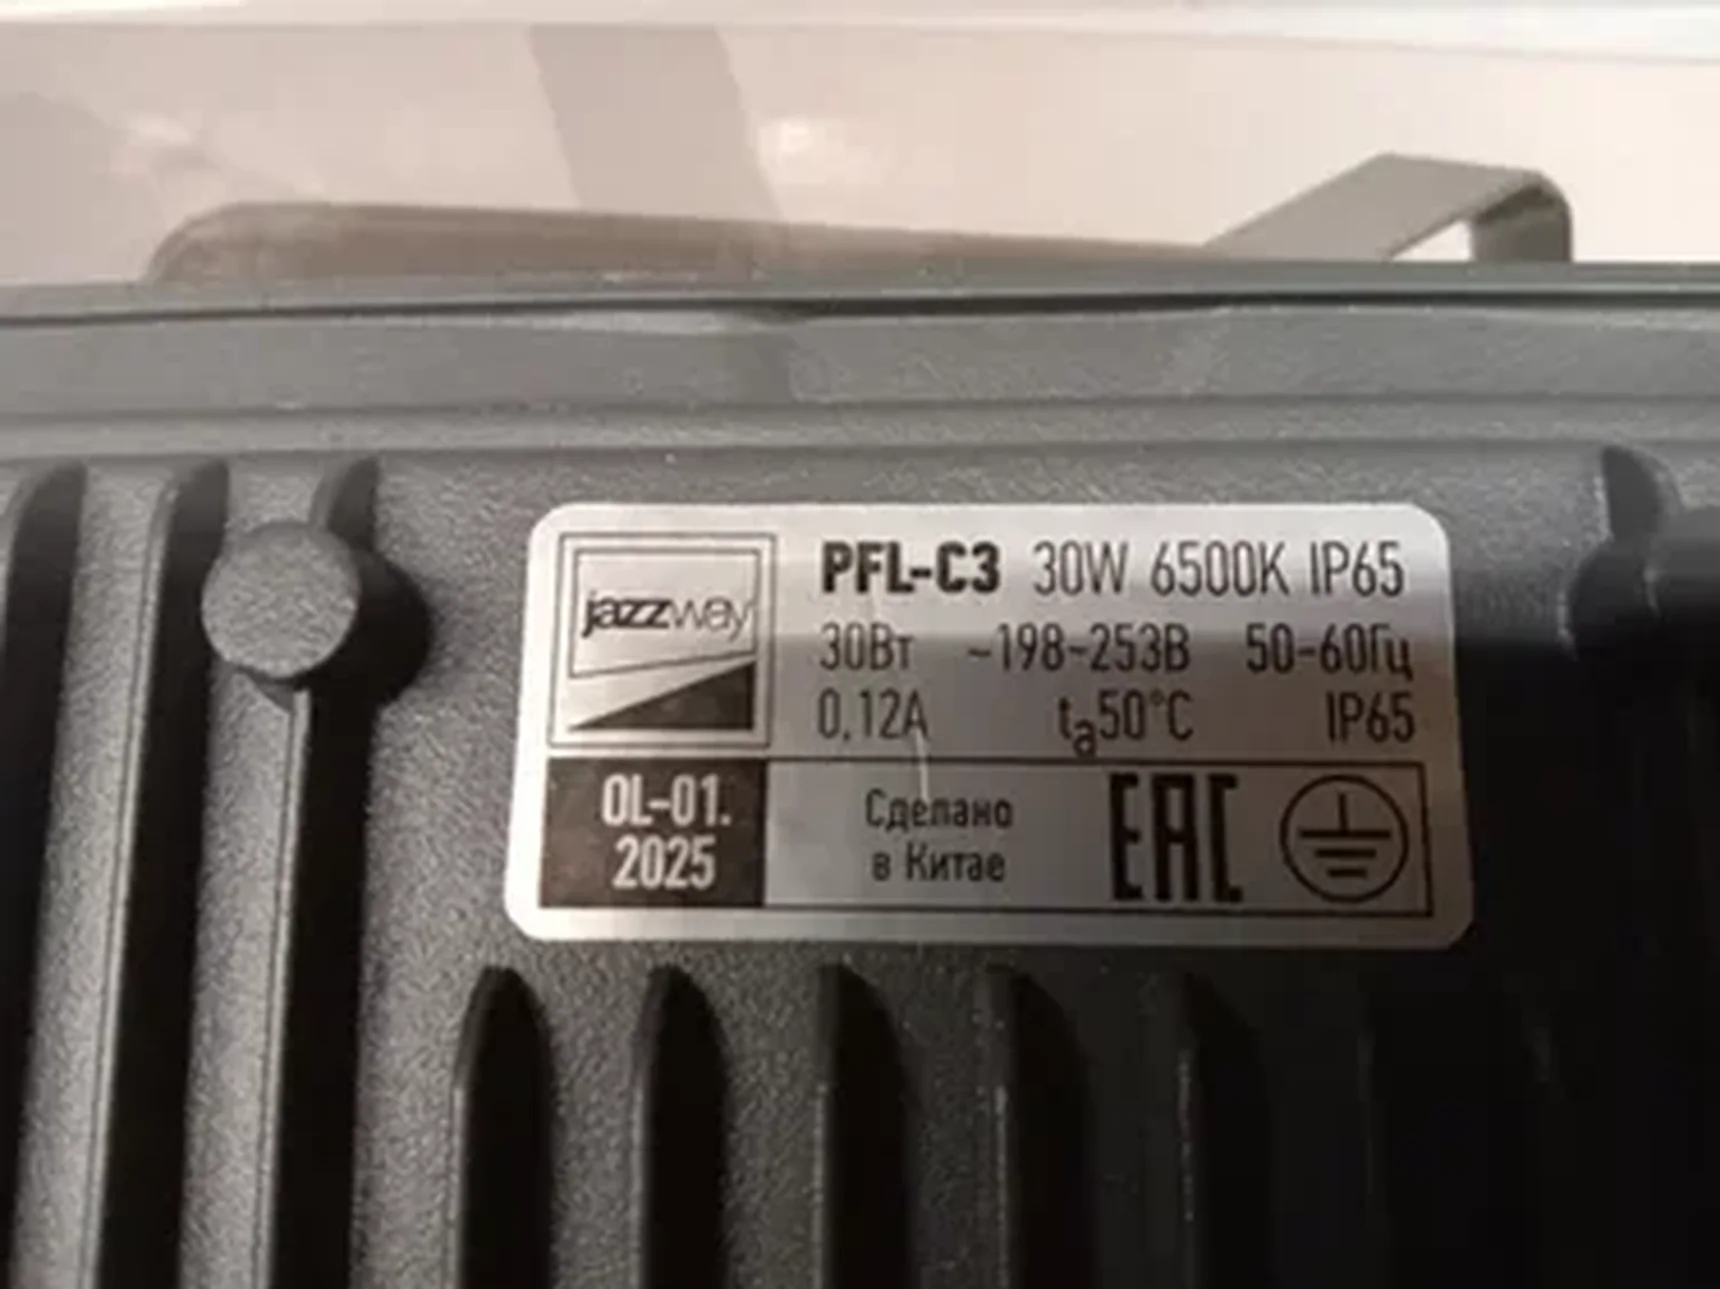 jazzway
PFL-C3 30W 6500K IP65
30Вт ~198-253В 50-60Гц
0,12А ta50°C IP65
OL-01.
2025
Сделано
в Китае
EAC